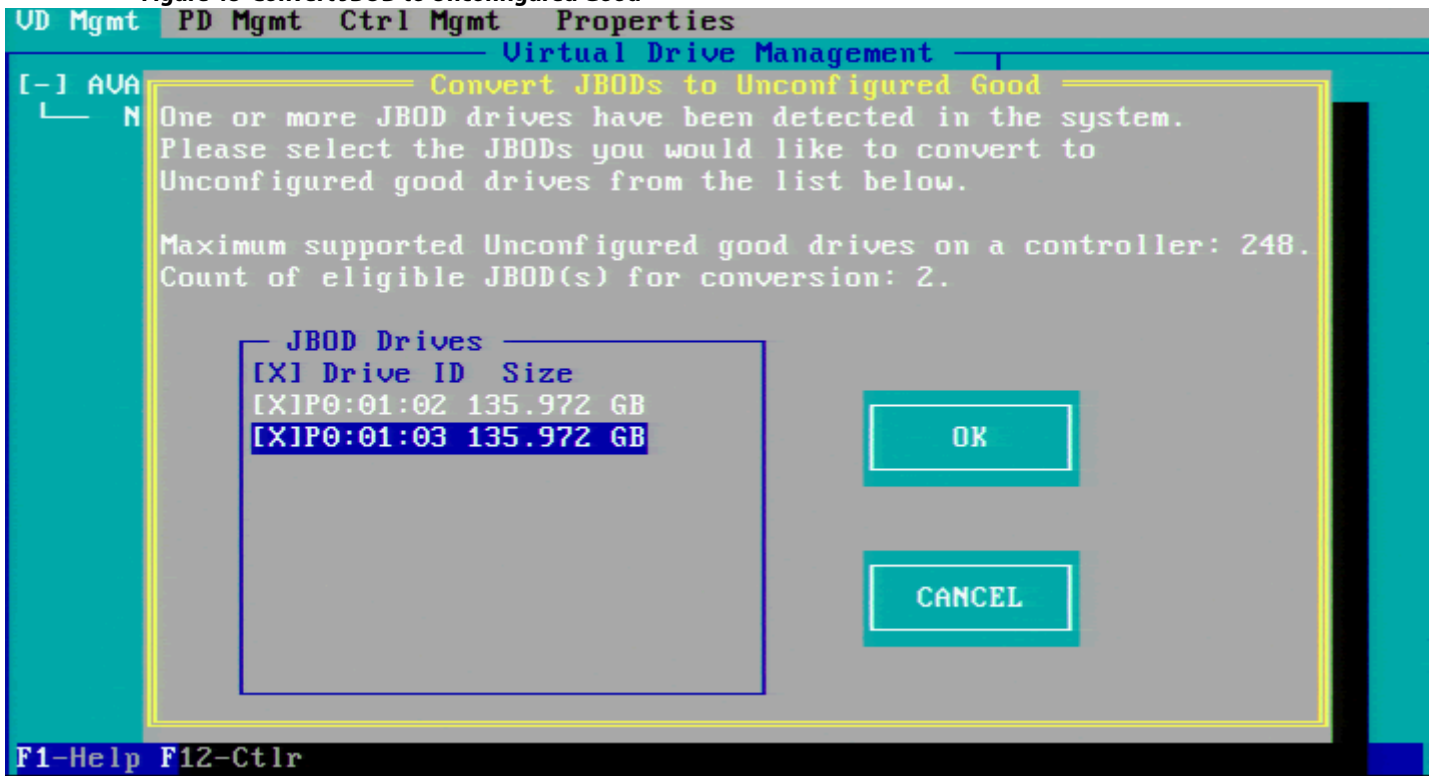 VD Mgmt PD Mgmt Ctrl Mgmt Properties
Virtual Drive Management
[-] AVA
Convert JBODs to Unconfigured Good
N
One or more JBOD drives have been detected in the system.
Please select the JBODs you would like to convert to
Unconfigured good drives from the list below.
Maximum supported Unconfigured good drives on a controller: 248.
Count of eligible JBOD(s) for conversion: 2.
JBOD Drives
[X] Drive ID Size
[X]P0:01:02 135.972 GB
[X]P0:01:03 135.972 GB
OK
CANCEL
F1-Help F12-Ctlr